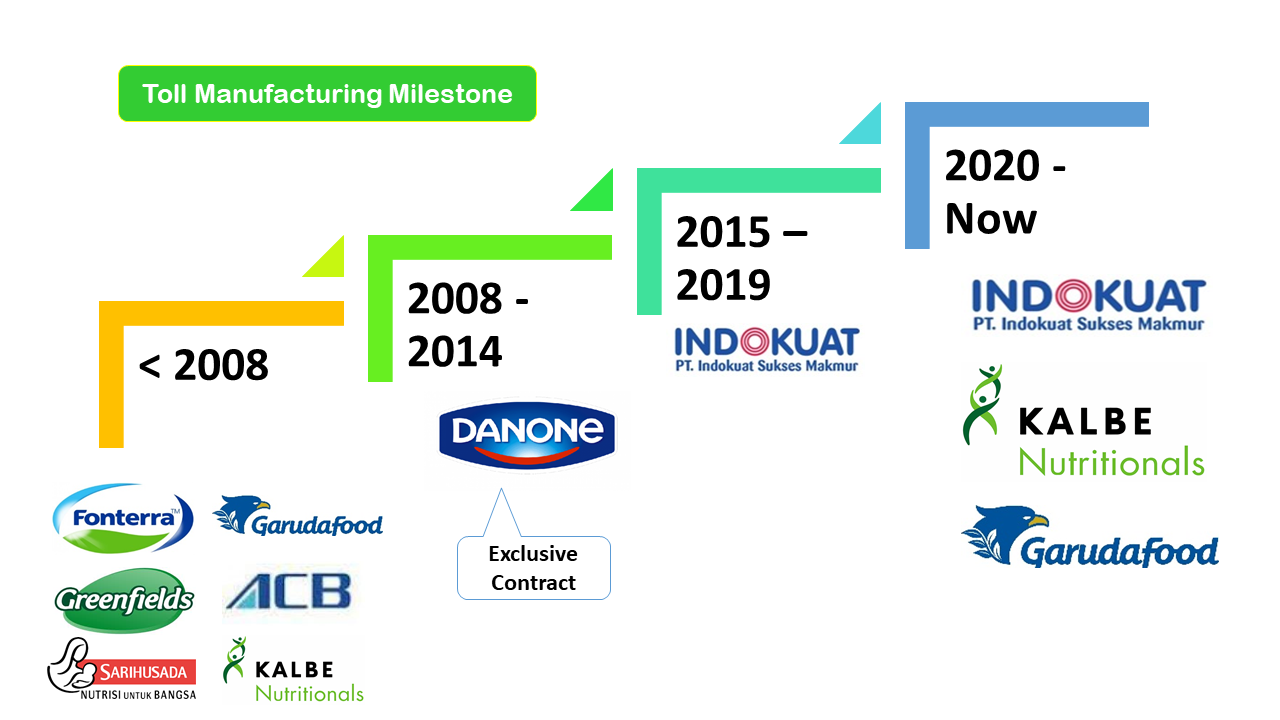 Toll Manufacturing Milestone
< 2008
Fonterra™
Garudafood
Greenfields
ACB
SARIHUSADA
NUTRISI UNTUK BANGSA
KALBE
Nutritionals
2008 -
2014
DANONE
Exclusive
Contract
2015 –
2019
INDOKUAT
PT. Indokuat Sukses Makmur
2020 -
Now
INDOKUAT
PT. Indokuat Sukses Makmur
KALBE
Nutritionals
Garudafood